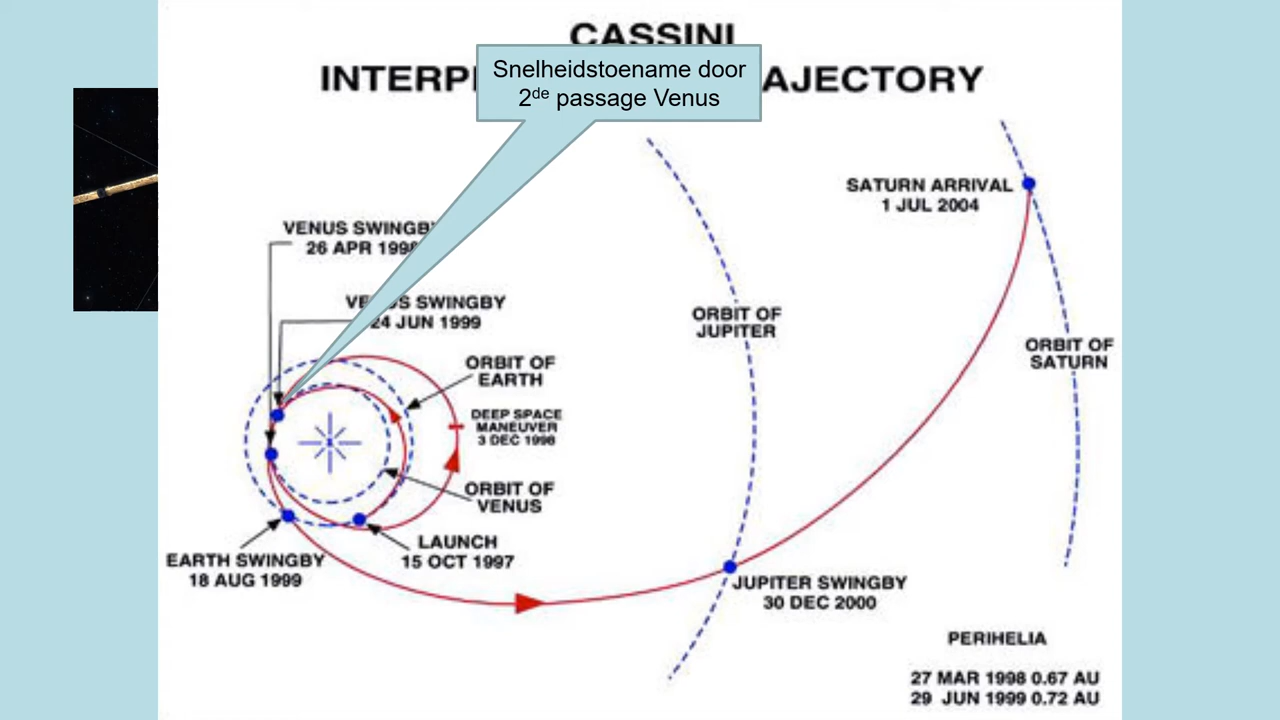 CASSINI
INTERP AJECTORY
Snelheidstoename door
2de passage Venus
SATURN ARRIVAL
1 JUL 2004
VENUS SWINGBY
26 APR 1998
VENUS SWINGBY
24 JUN 1999
ORBIT OF
JUPITER
ORBIT OF
SATURN
ORBIT OF
EARTH
DEEP SPACE
MANEUVER
3 DEC 1998
ORBIT OF
VENUS
LAUNCH
15 OCT 1997
EARTH SWINGBY
18 AUG 1999
JUPITER SWINGBY
30 DEC 2000
PERIHELIA
27 MAR 1998 0.67 AU
29 JUN 1999 0.72 AU